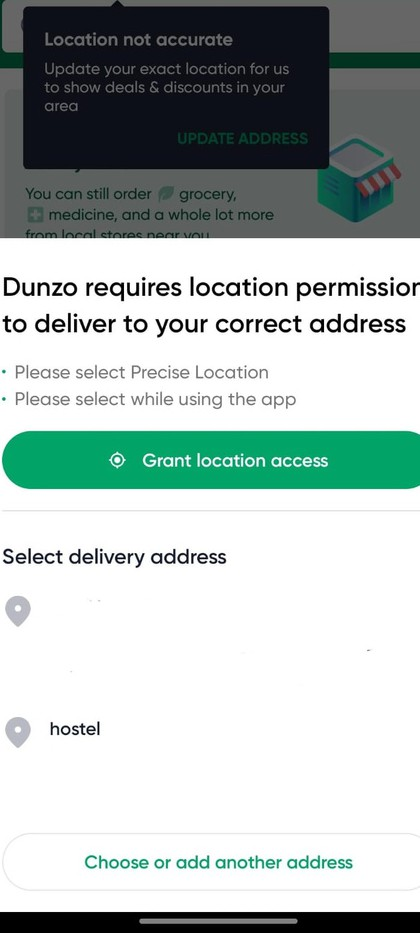 Location not accurate
Update your exact location for us
to show deals & discounts in your
area
UPDATE ADDRESS
You can still order grocery,
medicine, and a whole lot more
from local stores near you
Dunzo requires location permission
to deliver to your correct address
• Please select Precise Location
• Please select while using the app
Grant location access
Select delivery address
hostel
Choose or add another address